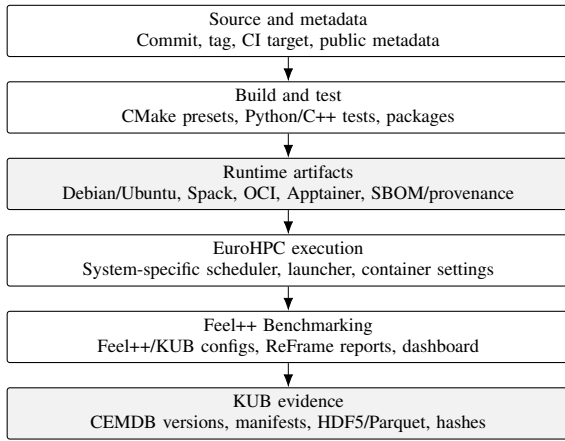 Source and metadata
Commit, tag, CI target, public metadata
Build and test
CMake presets, Python/C++ tests, packages
Runtime artifacts
Debian/Ubuntu, Spack, OCI, Apptainer, SBOM/provenance
EuroHPC execution
System-specific scheduler, launcher, container settings
Feel++ Benchmarking
Feel++/KUB configs, ReFrame reports, dashboard
KUB evidence
CEMDB versions, manifests, HDF5/Parquet, hashes